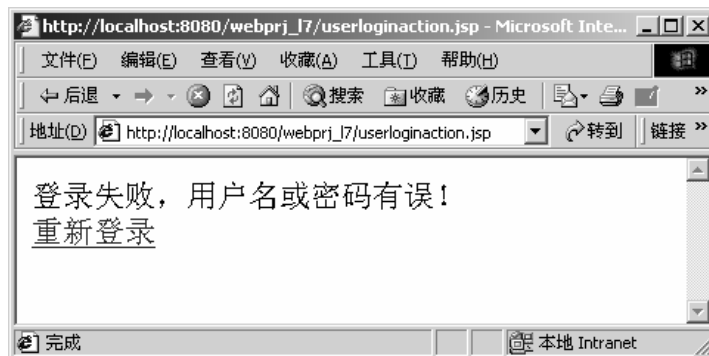 http://localhost:8080/webprj_l7/userloginaction.jsp - Microsoft Inte...
文件(F) 编辑(E) 查看(V) 收藏(A) 工具(T) 帮助(H)
后退 搜索 收藏 历史 »
地址(D) http://localhost:8080/webprj_l7/userloginaction.jsp 转到 链接 »
登录失败，用户名或密码有误！
重新登录
完成 本地 Intranet